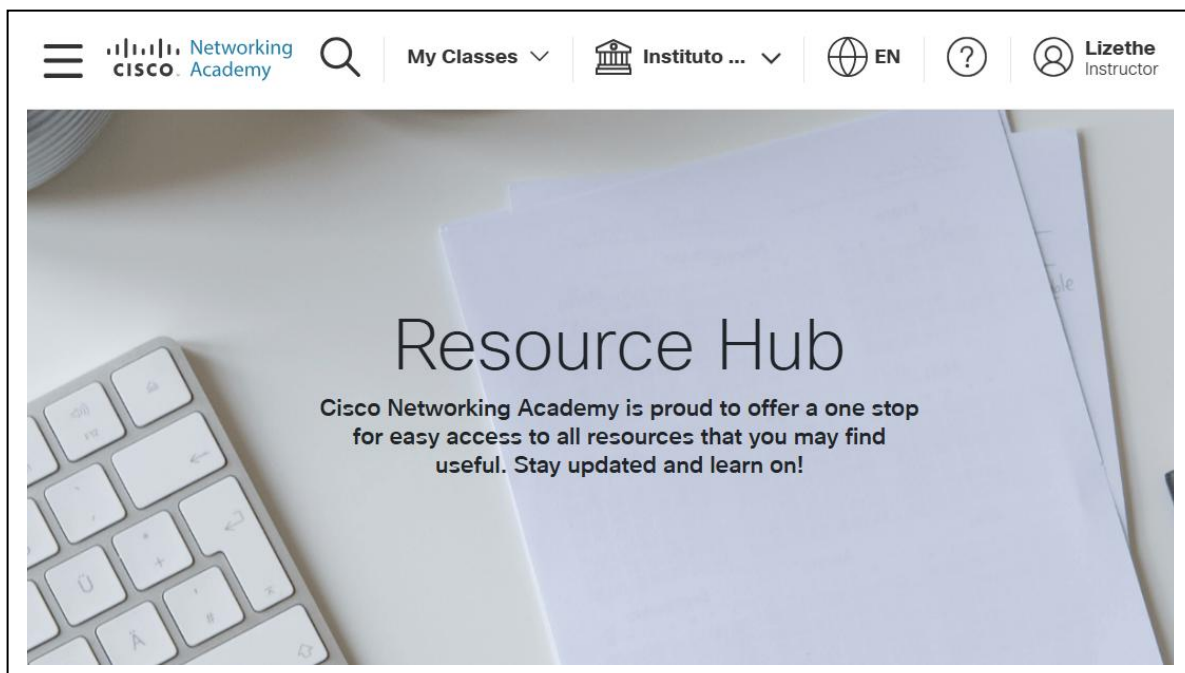 CISCO Networking Academy
My Classes
Instituto ...
EN
?
Lizethe
Instructor
Resource Hub
Cisco Networking Academy is proud to offer a one stop
for easy access to all resources that you may find
useful. Stay updated and learn on!
Ü
Ä
+
*
#